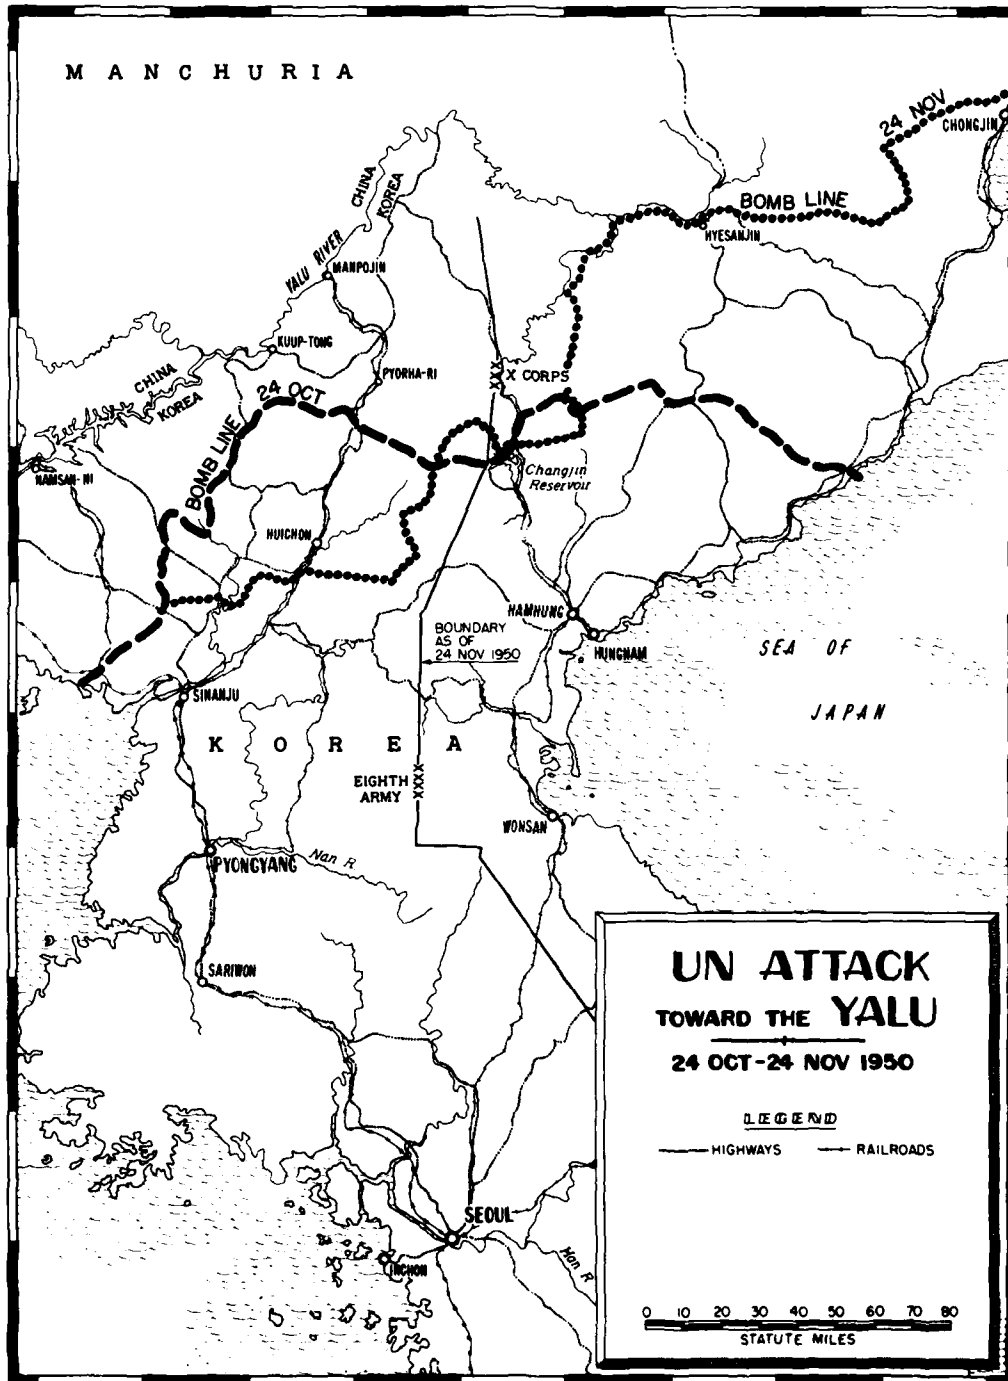 MANCHURIA
24 NOV
CHONGJIN
CHINA
KOREA
BOMB LINE
HYESANJIN
YALU RIVER
MANPOJIN
KUUP-TONG
CHINA
KOREA
PYORHA-RI
XXX
X CORPS
24 OCT
BOMB LINE
NAMSAN-NI
Changjin
Reservoir
HUICHON
HAMHUNG
HUNGNAM
BOUNDARY
AS OF
24 NOV 1950
SEA OF
JAPAN
SINANJU
KOREA
EIGHTH
ARMY
XXXX
WONSAN
PYONGYANG
Nan R
SARIWON
SEOUL
INCHON
Han R
UN ATTACK
TOWARD THE YALU
24 OCT-24 NOV 1950
LEGEND
HIGHWAYS
RAILROADS
0 10 20 30 40 50 60 70 80
STATUTE MILES